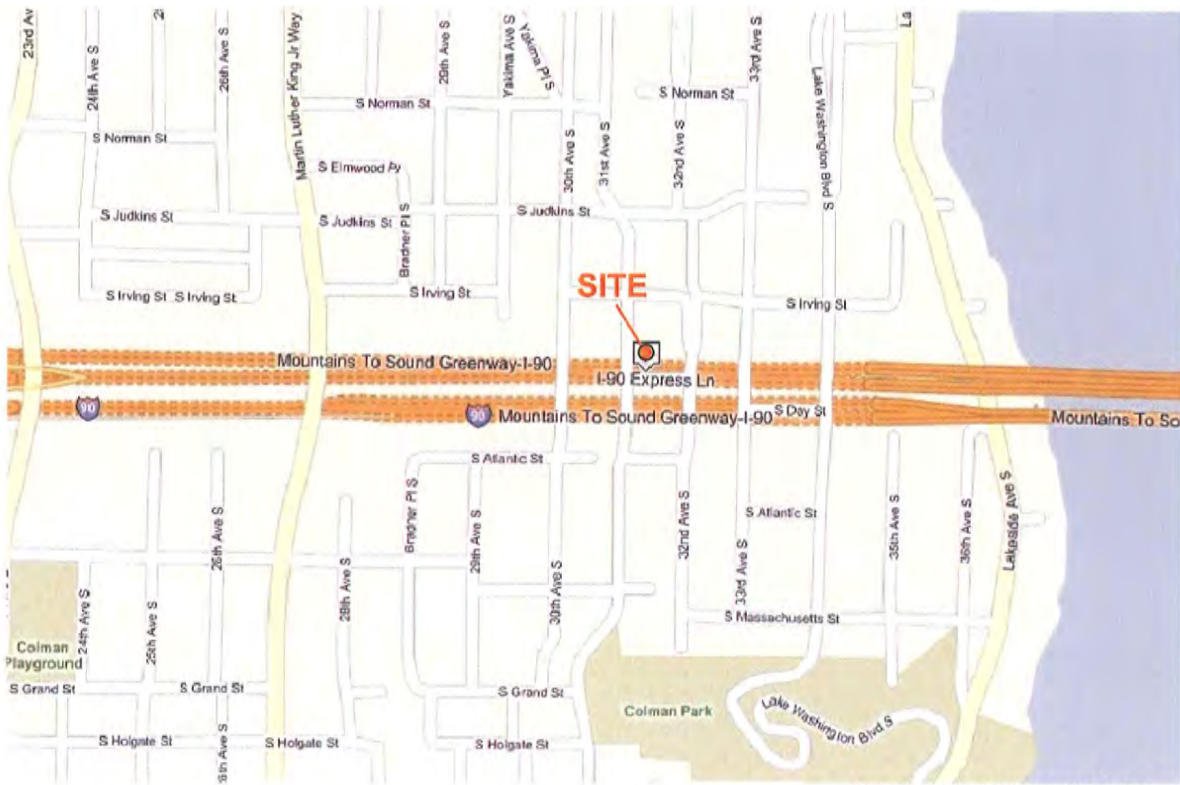 23rd Av
24th Ave S
26th Ave S
Martin Luther King Jr Way
29th Ave S
Yakima Ave S
Yakima Pl S
30th Ave S
31st Ave S
32nd Ave S
33rd Ave S
Lake Washington Blvd S
La
S Norman St
S Norman St
S Norman St
S Elmwood Py
S Judkins St
S Judkins St
S Judkins St
Bradner Pl S
S Irving St
S Irving St
S Irving St
S Irving St
SITE
Mountains To Sound Greenway-I-90
I-90 Express Ln
90
90
Mountains To Sound Greenway-I-90
S Day St
Mountains To So
S Atlantic St
S Atlantic St
Bradner Pl S
24th Ave S
25th Ave S
26th Ave S
28th Ave S
29th Ave S
30th Ave S
32nd Ave S
33rd Ave S
35th Ave S
36th Ave S
Lakeside Ave S
S Massachusetts St
Colman
Playground
S Grand St
S Grand St
S Grand St
Colman Park
Lake Washington Blvd S
S Holgate St
S Holgate St
S Holgate St
6th Ave S